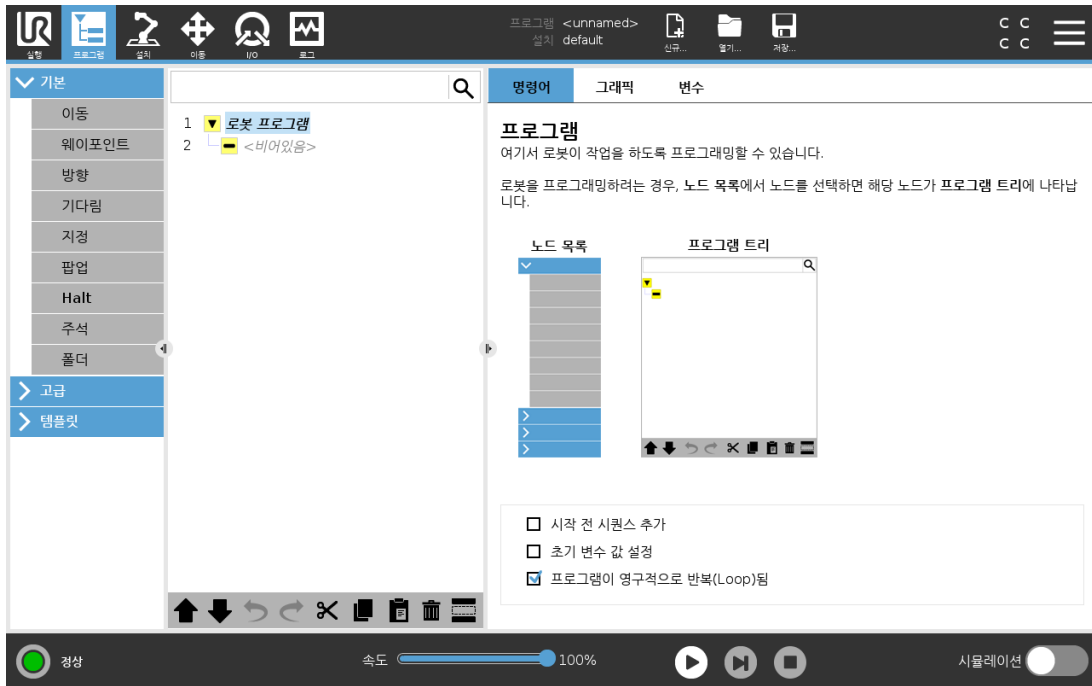 UR
실행
프로그램
설치
이동
I/O
로그
프로그램 <unnamed>
설치 default
신규...
열기...
저장...
C C
C C
기본
이동
웨이포인트
방향
기다림
지정
팝업
Halt
주석
폴더
고급
템플릿
1 로봇 프로그램
2 <비어있음>
명령어 그래픽 변수
프로그램
여기서 로봇이 작업을 하도록 프로그래밍할 수 있습니다.
로봇을 프로그래밍하려는 경우, 노드 목록에서 노드를 선택하면 해당 노드가 프로그램 트리에 나타납
니다.
노드 목록
프로그램 트리
시작 전 시퀀스 추가
초기 변수 값 설정
프로그램이 영구적으로 반복(Loop)됨
정상
속도 100%
시뮬레이션